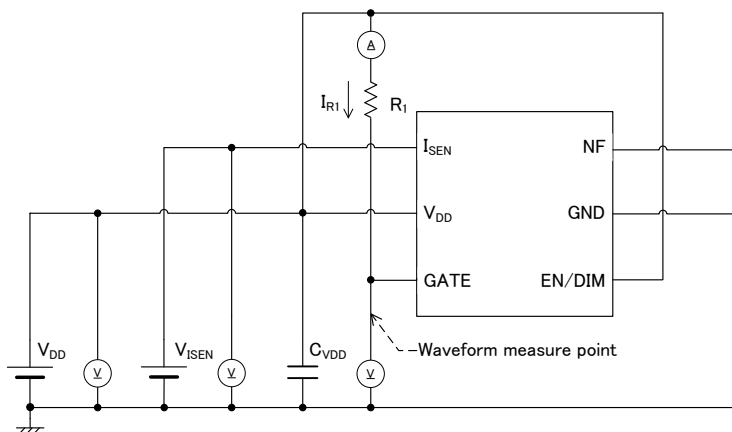 A
I_R1
R_1
I_SEN
NF
V_DD
GND
GATE
EN/DIM
V_DD
V
V_ISEN
V
C_VDD
V
Waveform measure point